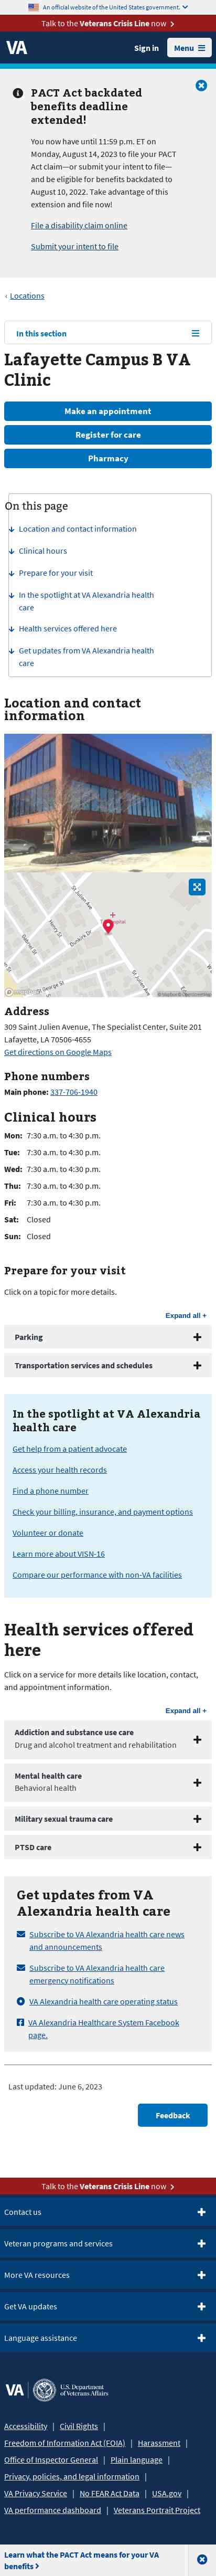 An official website of the United States government.
Talk to the Veterans Crisis Line now
VA
Sign in
Menu
PACT Act backdated
benefits deadline
extended!
You now have until 11:59 p.m. ET on
Monday, August 14, 2023 to file your PACT
Act claim—or submit your intent to file—
and be eligible for benefits backdated to
August 10, 2022. Take advantage of this
extension and file now!
File a disability claim online
Submit your intent to file
‹ Locations
In this section
Lafayette Campus B VA
Clinic
Make an appointment
Register for care
Pharmacy
On this page
Location and contact information
Clinical hours
Prepare for your visit
In the spotlight at VA Alexandria health
care
Health services offered here
Get updates from VA Alexandria health
care
Location and contact
information
St Julien Ave
Henry St
Dunkirk Dr
Gabriel St
St George St
St Julien Ave
mapbox
Address
309 Saint Julien Avenue, The Specialist Center, Suite 201
Lafayette, LA 70506-4655
Get directions on Google Maps
Phone numbers
Main phone: 337-706-1940
Clinical hours
Mon: 7:30 a.m. to 4:30 p.m.
Tue: 7:30 a.m. to 4:30 p.m.
Wed: 7:30 a.m. to 4:30 p.m.
Thu: 7:30 a.m. to 4:30 p.m.
Fri: 7:30 a.m. to 4:30 p.m.
Sat: Closed
Sun: Closed
Prepare for your visit
Click on a topic for more details.
Expand all +
Parking
Transportation services and schedules
In the spotlight at VA Alexandria
health care
Get help from a patient advocate
Access your health records
Find a phone number
Check your billing, insurance, and payment options
Volunteer or donate
Learn more about VISN-16
Compare our performance with non-VA facilities
Health services offered
here
Click on a service for more details like location, contact,
and appointment information.
Expand all +
Addiction and substance use care
Drug and alcohol treatment and rehabilitation
Mental health care
Behavioral health
Military sexual trauma care
PTSD care
Get updates from VA
Alexandria health care
Subscribe to VA Alexandria health care news
and announcements
Subscribe to VA Alexandria health care
emergency notifications
VA Alexandria health care operating status
VA Alexandria Healthcare System Facebook
page.
Last updated: June 6, 2023
Feedback
Talk to the Veterans Crisis Line now
Contact us
Veteran programs and services
More VA resources
Get VA updates
Language assistance
VA
U.S. Department
of Veterans Affairs
Accessibility | Civil Rights |
Freedom of Information Act (FOIA) | Harassment |
Office of Inspector General | Plain language |
Privacy, policies, and legal information |
VA Privacy Service | No FEAR Act Data | USA.gov |
VA performance dashboard | Veterans Portrait Project
Learn what the PACT Act means for your VA
benefits